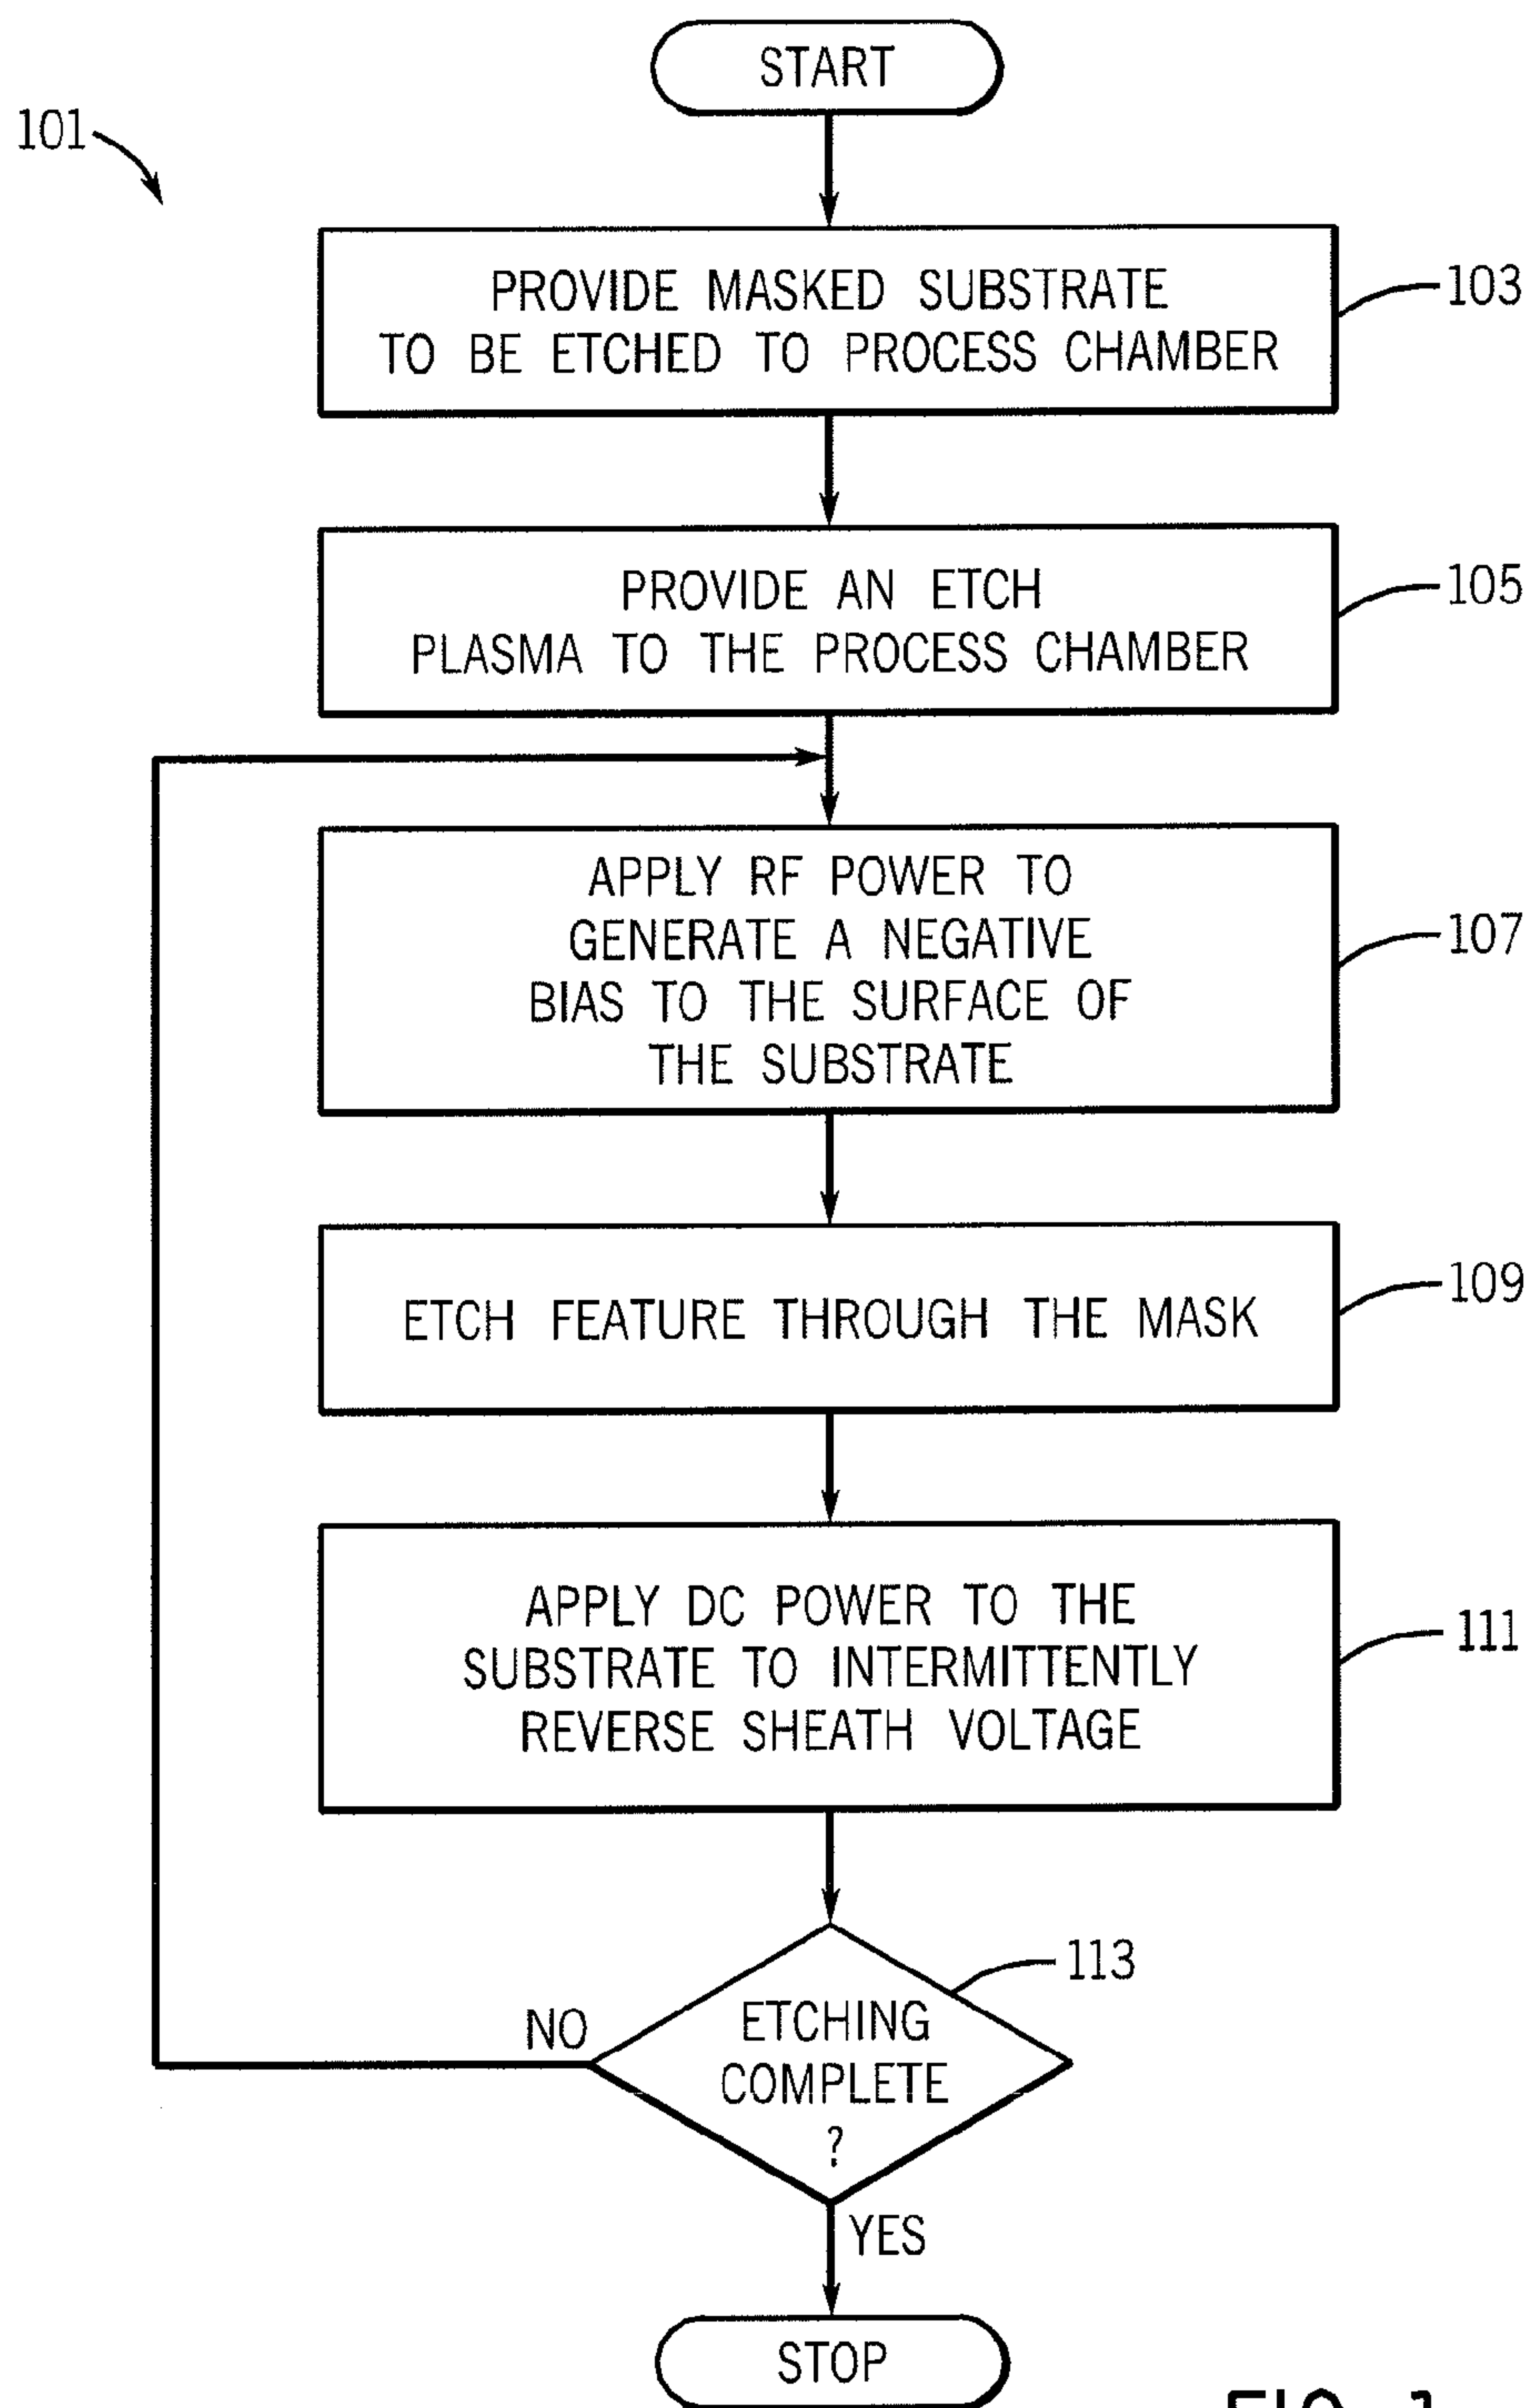 START
101
PROVIDE MASKED SUBSTRATE
TO BE ETCHED TO PROCESS CHAMBER
103
PROVIDE AN ETCH
PLASMA TO THE PROCESS CHAMBER
105
APPLY RF POWER TO
GENERATE A NEGATIVE
BIAS TO THE SURFACE OF
THE SUBSTRATE
107
ETCH FEATURE THROUGH THE MASK
109
APPLY DC POWER TO THE
SUBSTRATE TO INTERMITTENTLY
REVERSE SHEATH VOLTAGE
111
113
NO
ETCHING
COMPLETE
?
YES
STOP